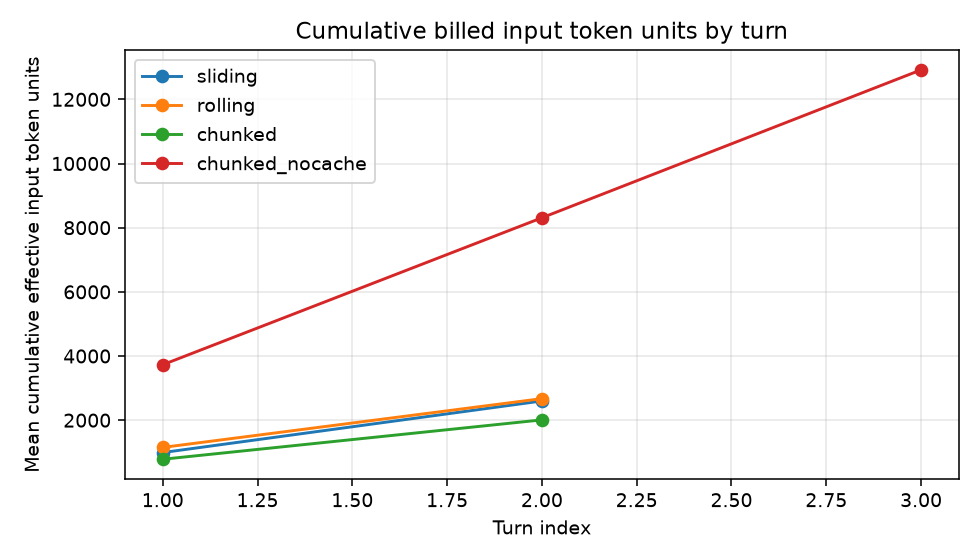 Cumulative billed input token units by turn
Mean cumulative effective input token units
12000
10000
8000
6000
4000
2000
sliding
rolling
chunked
chunked_nocache
1.00 1.25 1.50 1.75 2.00 2.25 2.50 2.75 3.00
Turn index